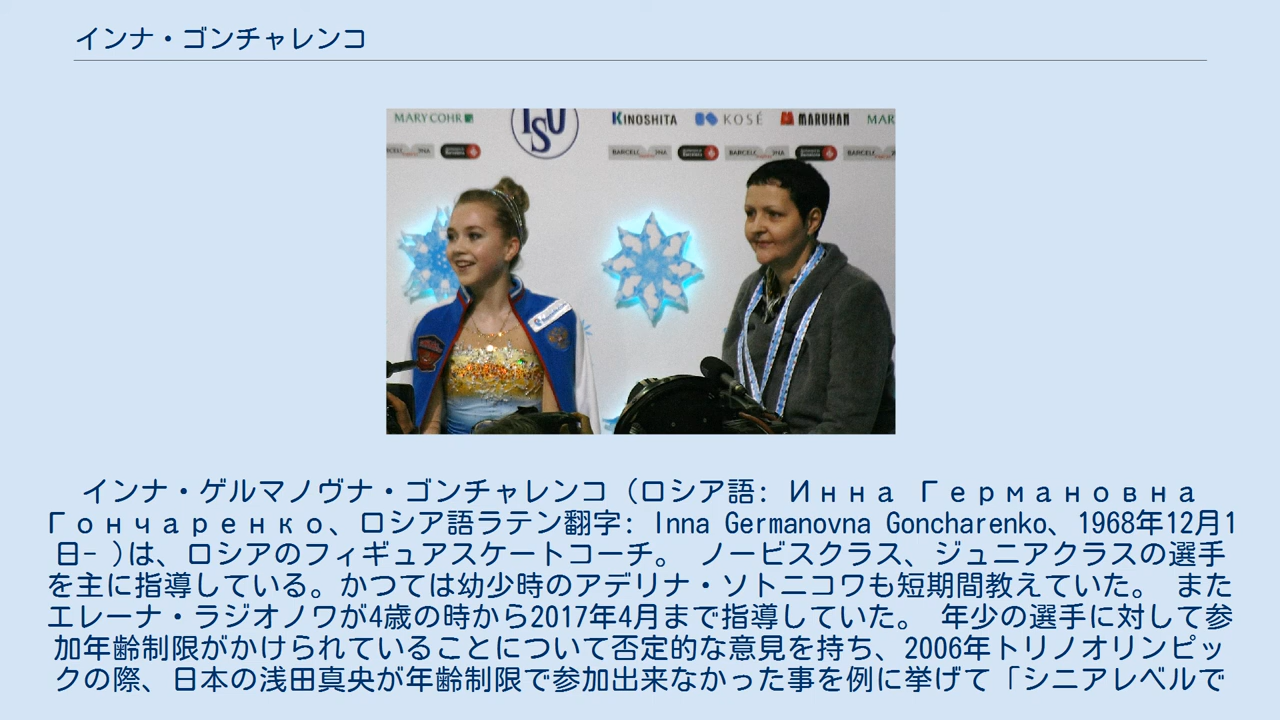 インナ・ゴンチャレンコ
MARY COHR
ISU
KINOSHITA
KOSÉ
MARUHAN
MAR
インナ・ゲルマノヴナ・ゴンチャレンコ（ロシア語: Инна Германовна
Гончаренко、ロシア語ラテン翻字: Inna Germanovna Goncharenko、1968年12月1
日- )は、ロシアのフィギュアスケートコーチ。 ノービスクラス、ジュニアクラスの選手
を主に指導している。かつては幼少時のアデリナ・ソトニコワも短期間教えていた。 また
エレーナ・ラジオノワが4歳の時から2017年4月まで指導していた。 年少の選手に対して参
加年齢制限がかけられていることについて否定的な意見を持ち、2006年トリノオリンピッ
クの際、日本の浅田真央が年齢制限で参加出来なかった事を例に挙げて「シニアレベルで